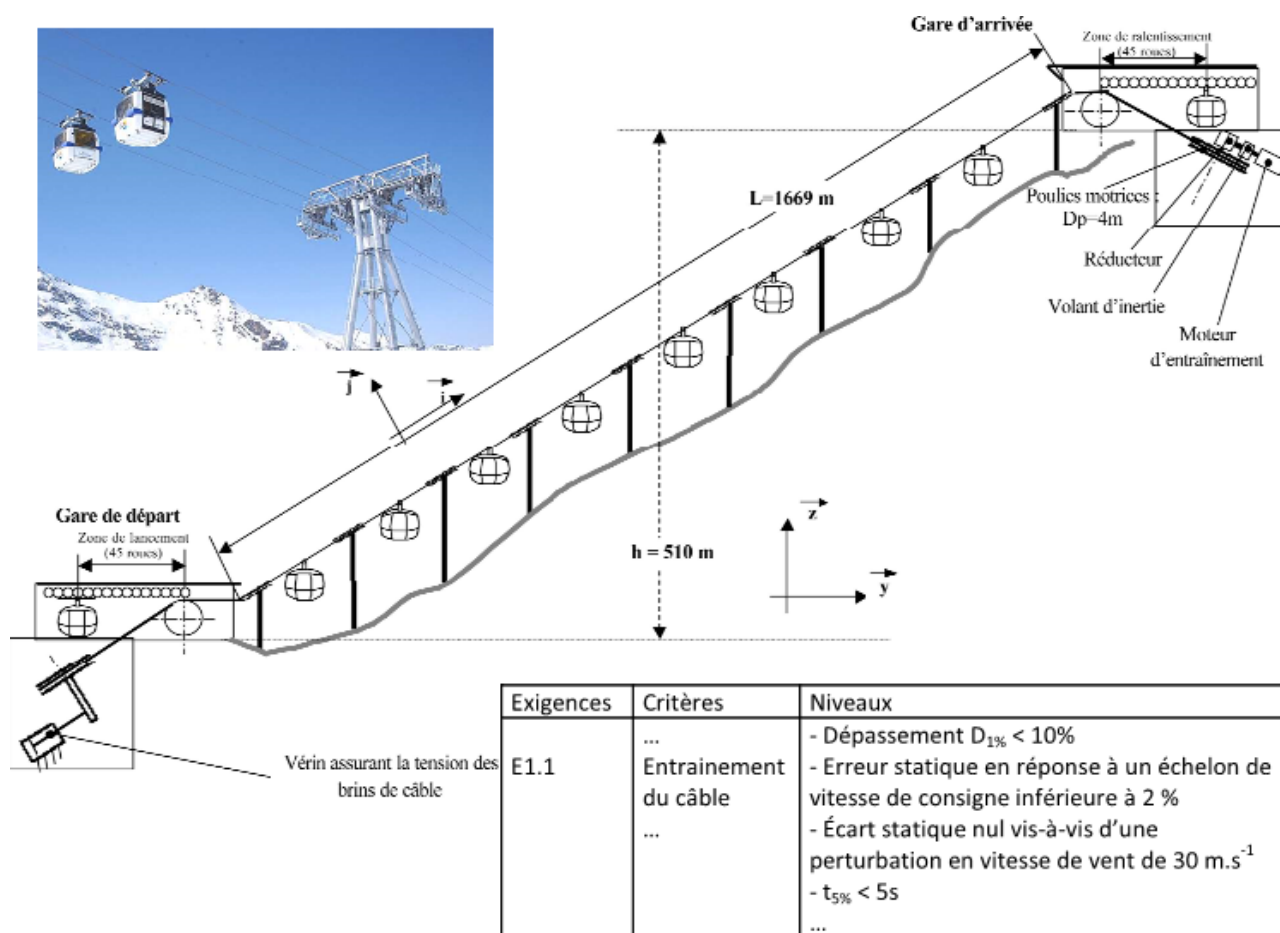 Gare d'arrivée
Zone de ralentissement
(45 roues)
L=1669 m
Poulies motrices :
Dp=4m
Réducteur
Volant d'inertie
Moteur
d'entraînement
j
i
Gare de départ
Zone de lancement
(45 roues)
h = 510 m
z
y
Vérin assurant la tension des
brins de câble
Exigences Critères Niveaux
... - Dépassement D1% < 10%
E1.1 Entrainement - Erreur statique en réponse à un échelon de
du câble vitesse de consigne inférieure à 2 %
... - Écart statique nul vis-à-vis d'une
perturbation en vitesse de vent de 30 m.s-1
- t5% < 5s
...